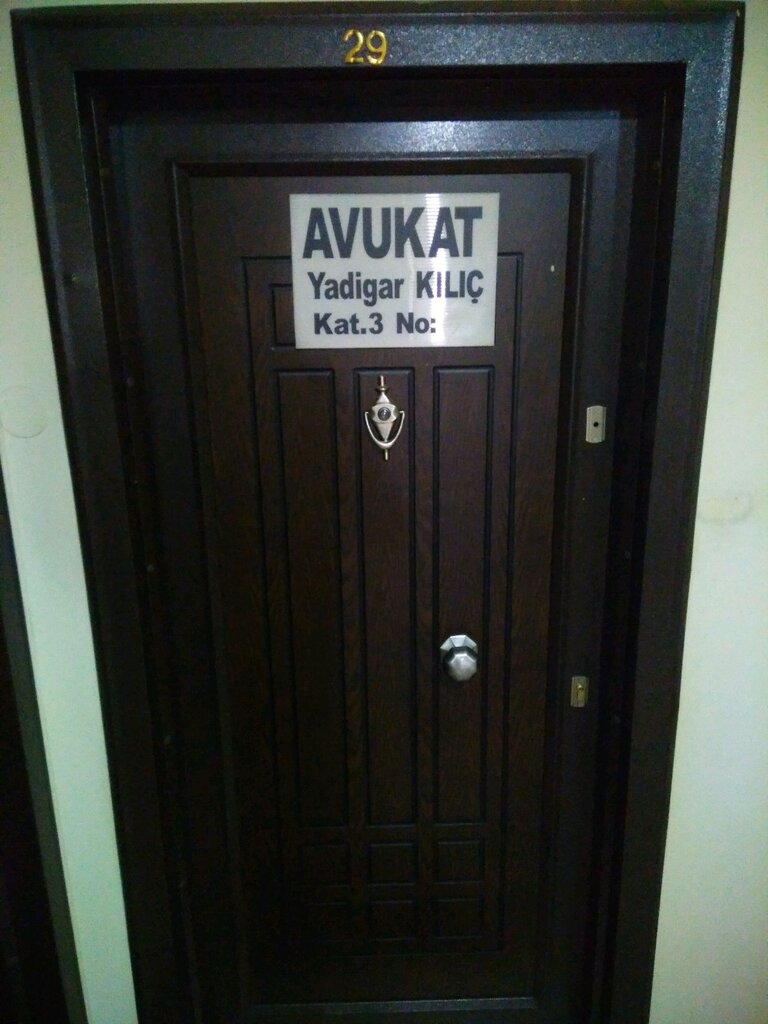 29
AVUKAT
Yadigar KILIÇ
Kat.3 No: